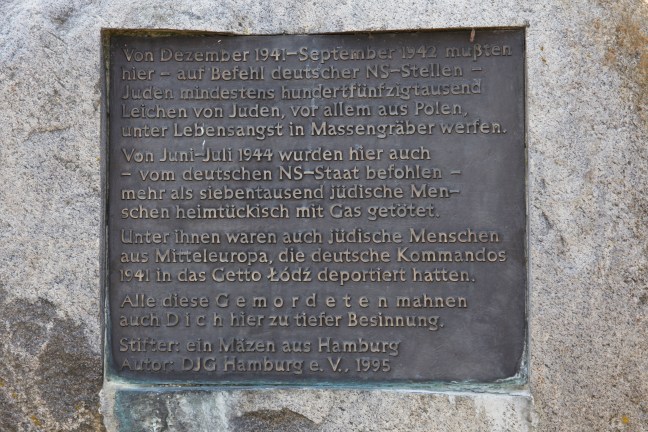 Von Dezember 1941–September 1942 mußten
hier – auf Befehl deutscher NS–Stellen –
Juden mindestens hundertfünfzigtausend
Leichen von Juden, vor allem aus Polen,
unter Lebensangst in Massengräber werfen.
Von Juni–Juli 1944 wurden hier auch
– vom deutschen NS–Staat befohlen –
mehr als siebentausend jüdische Men–
schen heimtückisch mit Gas getötet.
Unter ihnen waren auch jüdische Menschen
aus Mitteleuropa, die deutsche Kommandos
1941 in das Getto Łódź deportiert hatten.
Alle diese G e m o r d e t e n mahnen
auch D i c h hier zu tiefer Besinnung.
Stifter: ein Mäzen aus Hamburg
Autor: DJG Hamburg e. V., 1995